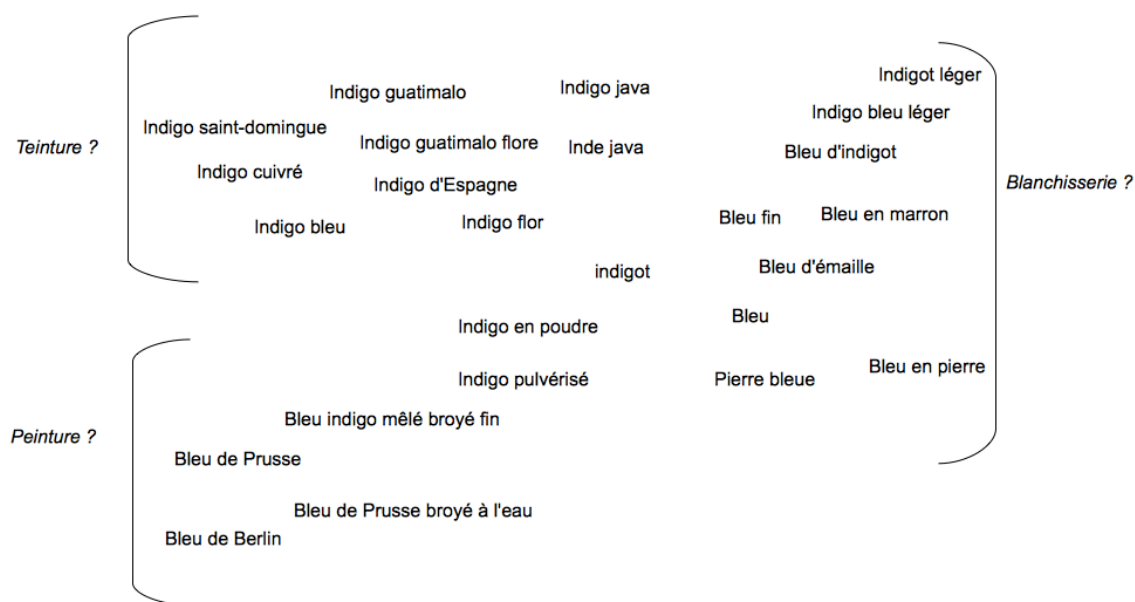 Indigot léger
Indigo java
Indigo guatimalo
Indigo bleu léger
Indigo saint-domingue
Indigo guatimalo flore
Inde java
Bleu d'indigot
Teinture ?
Indigo cuivré
Indigo d'Espagne
Blanchisserie ?
Bleu fin
Bleu en marron
Indigo flor
Indigo bleu
indigot
Bleu d'émaille
Bleu
Indigo en poudre
Bleu en pierre
Indigo pulvérisé
Pierre bleue
Bleu indigo mêlé broyé fin
Peinture ?
Bleu de Prusse
Bleu de Prusse broyé à l'eau
Bleu de Berlin